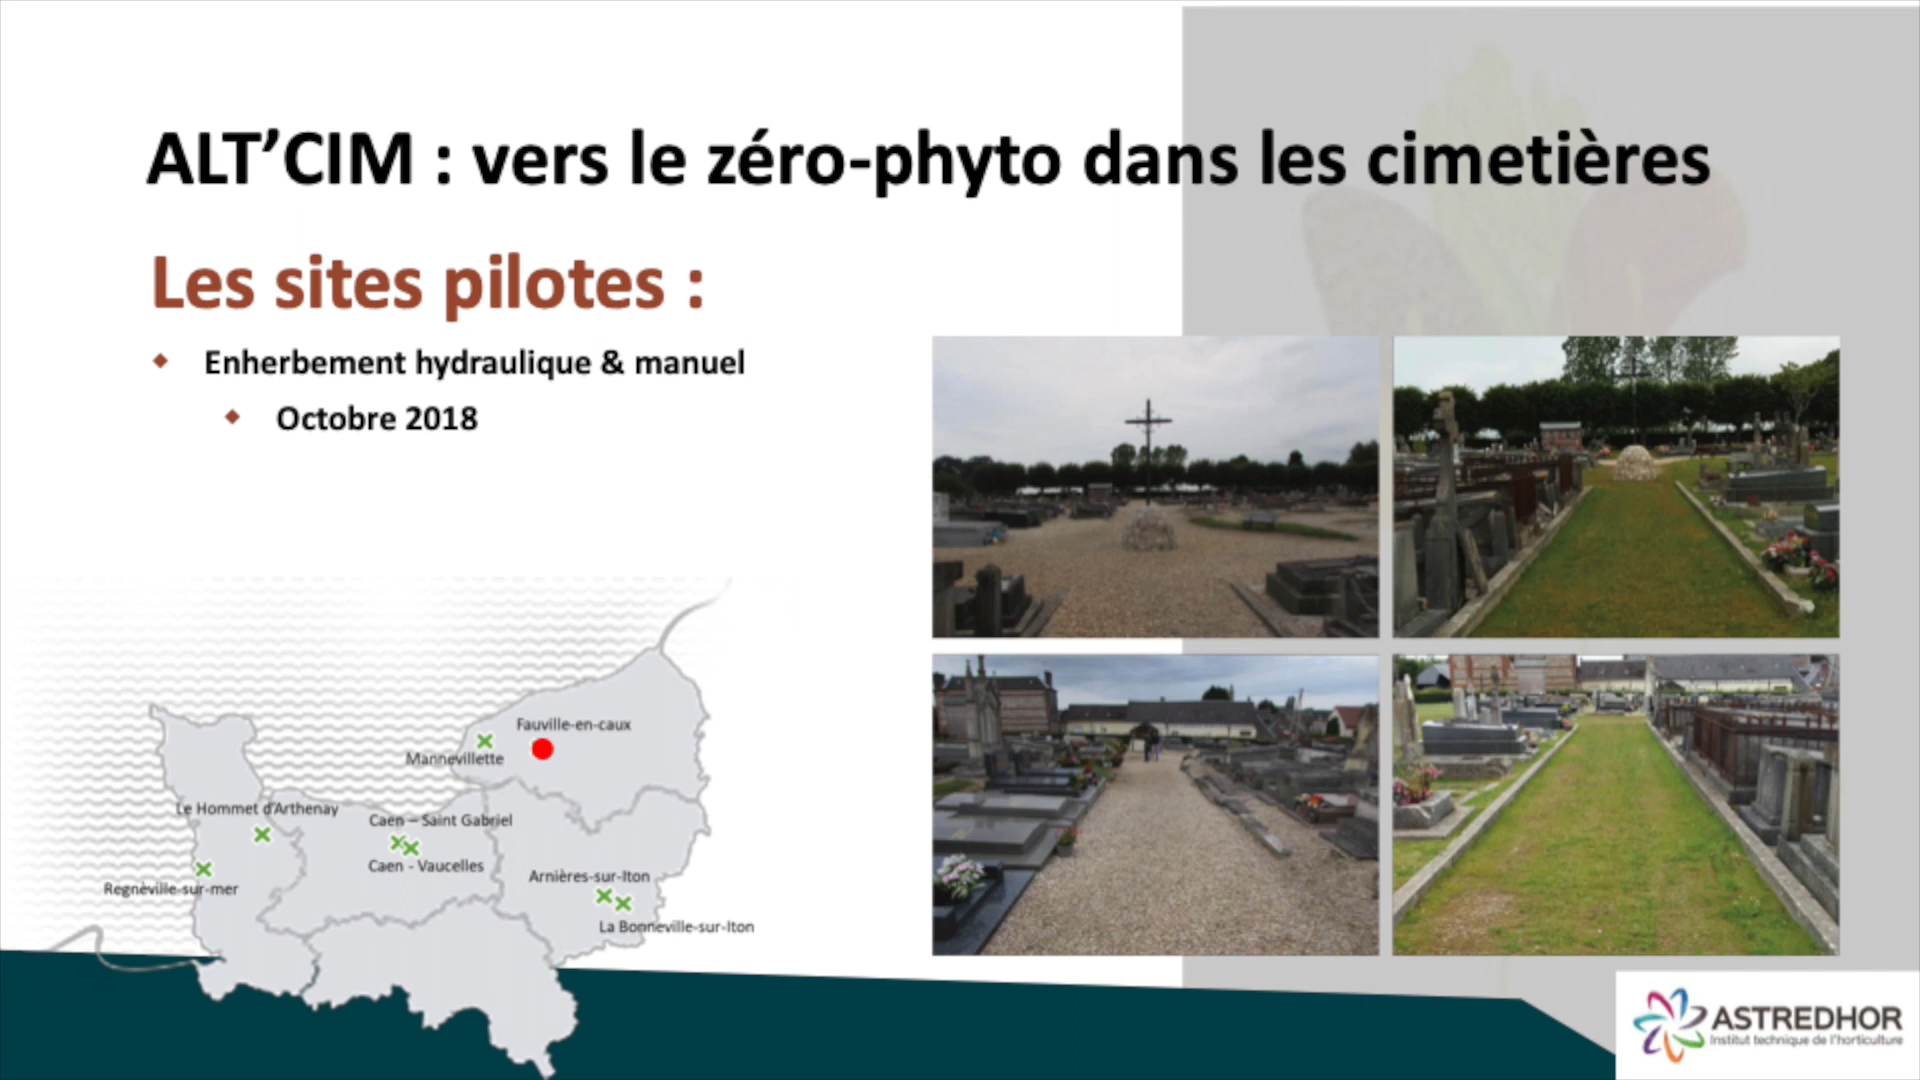 ALT’CIM : vers le zéro-phyto dans les cimetières
Les sites pilotes :
Enherbement hydraulique & manuel
Octobre 2018
Fauville-en-caux
Mannevillette
Le Hommet d'Arthenay
Caen – Saint Gabriel
Caen - Vaucelles
Regnèville-sur-mer
Arnières-sur-Iton
La Bonneville-sur-Iton
ASTREDHOR
Institut technique de l'horticulture